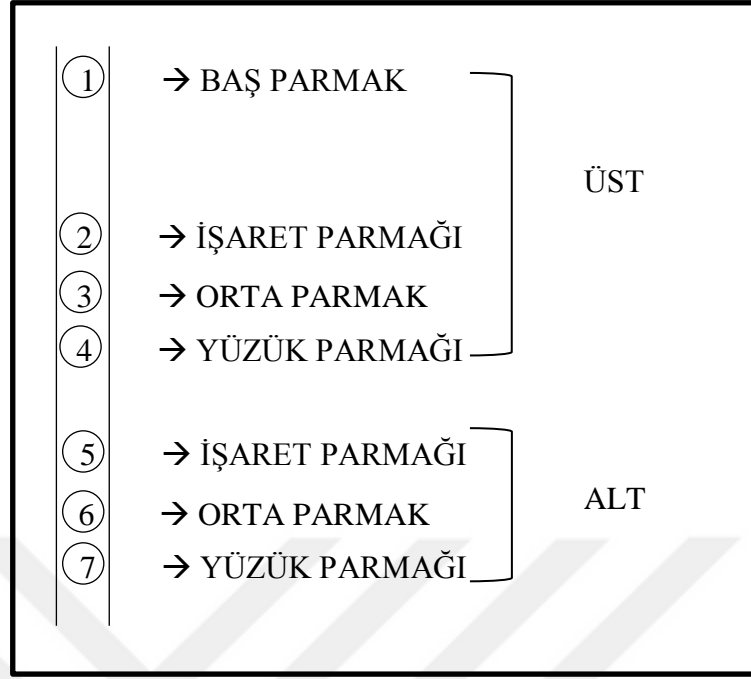 1 → BAŞ PARMAK
ÜST
2 → İŞARET PARMAĞI
3 → ORTA PARMAK
4 → YÜZÜK PARMAĞI
5 → İŞARET PARMAĞI
ALT
6 → ORTA PARMAK
7 → YÜZÜK PARMAĞI